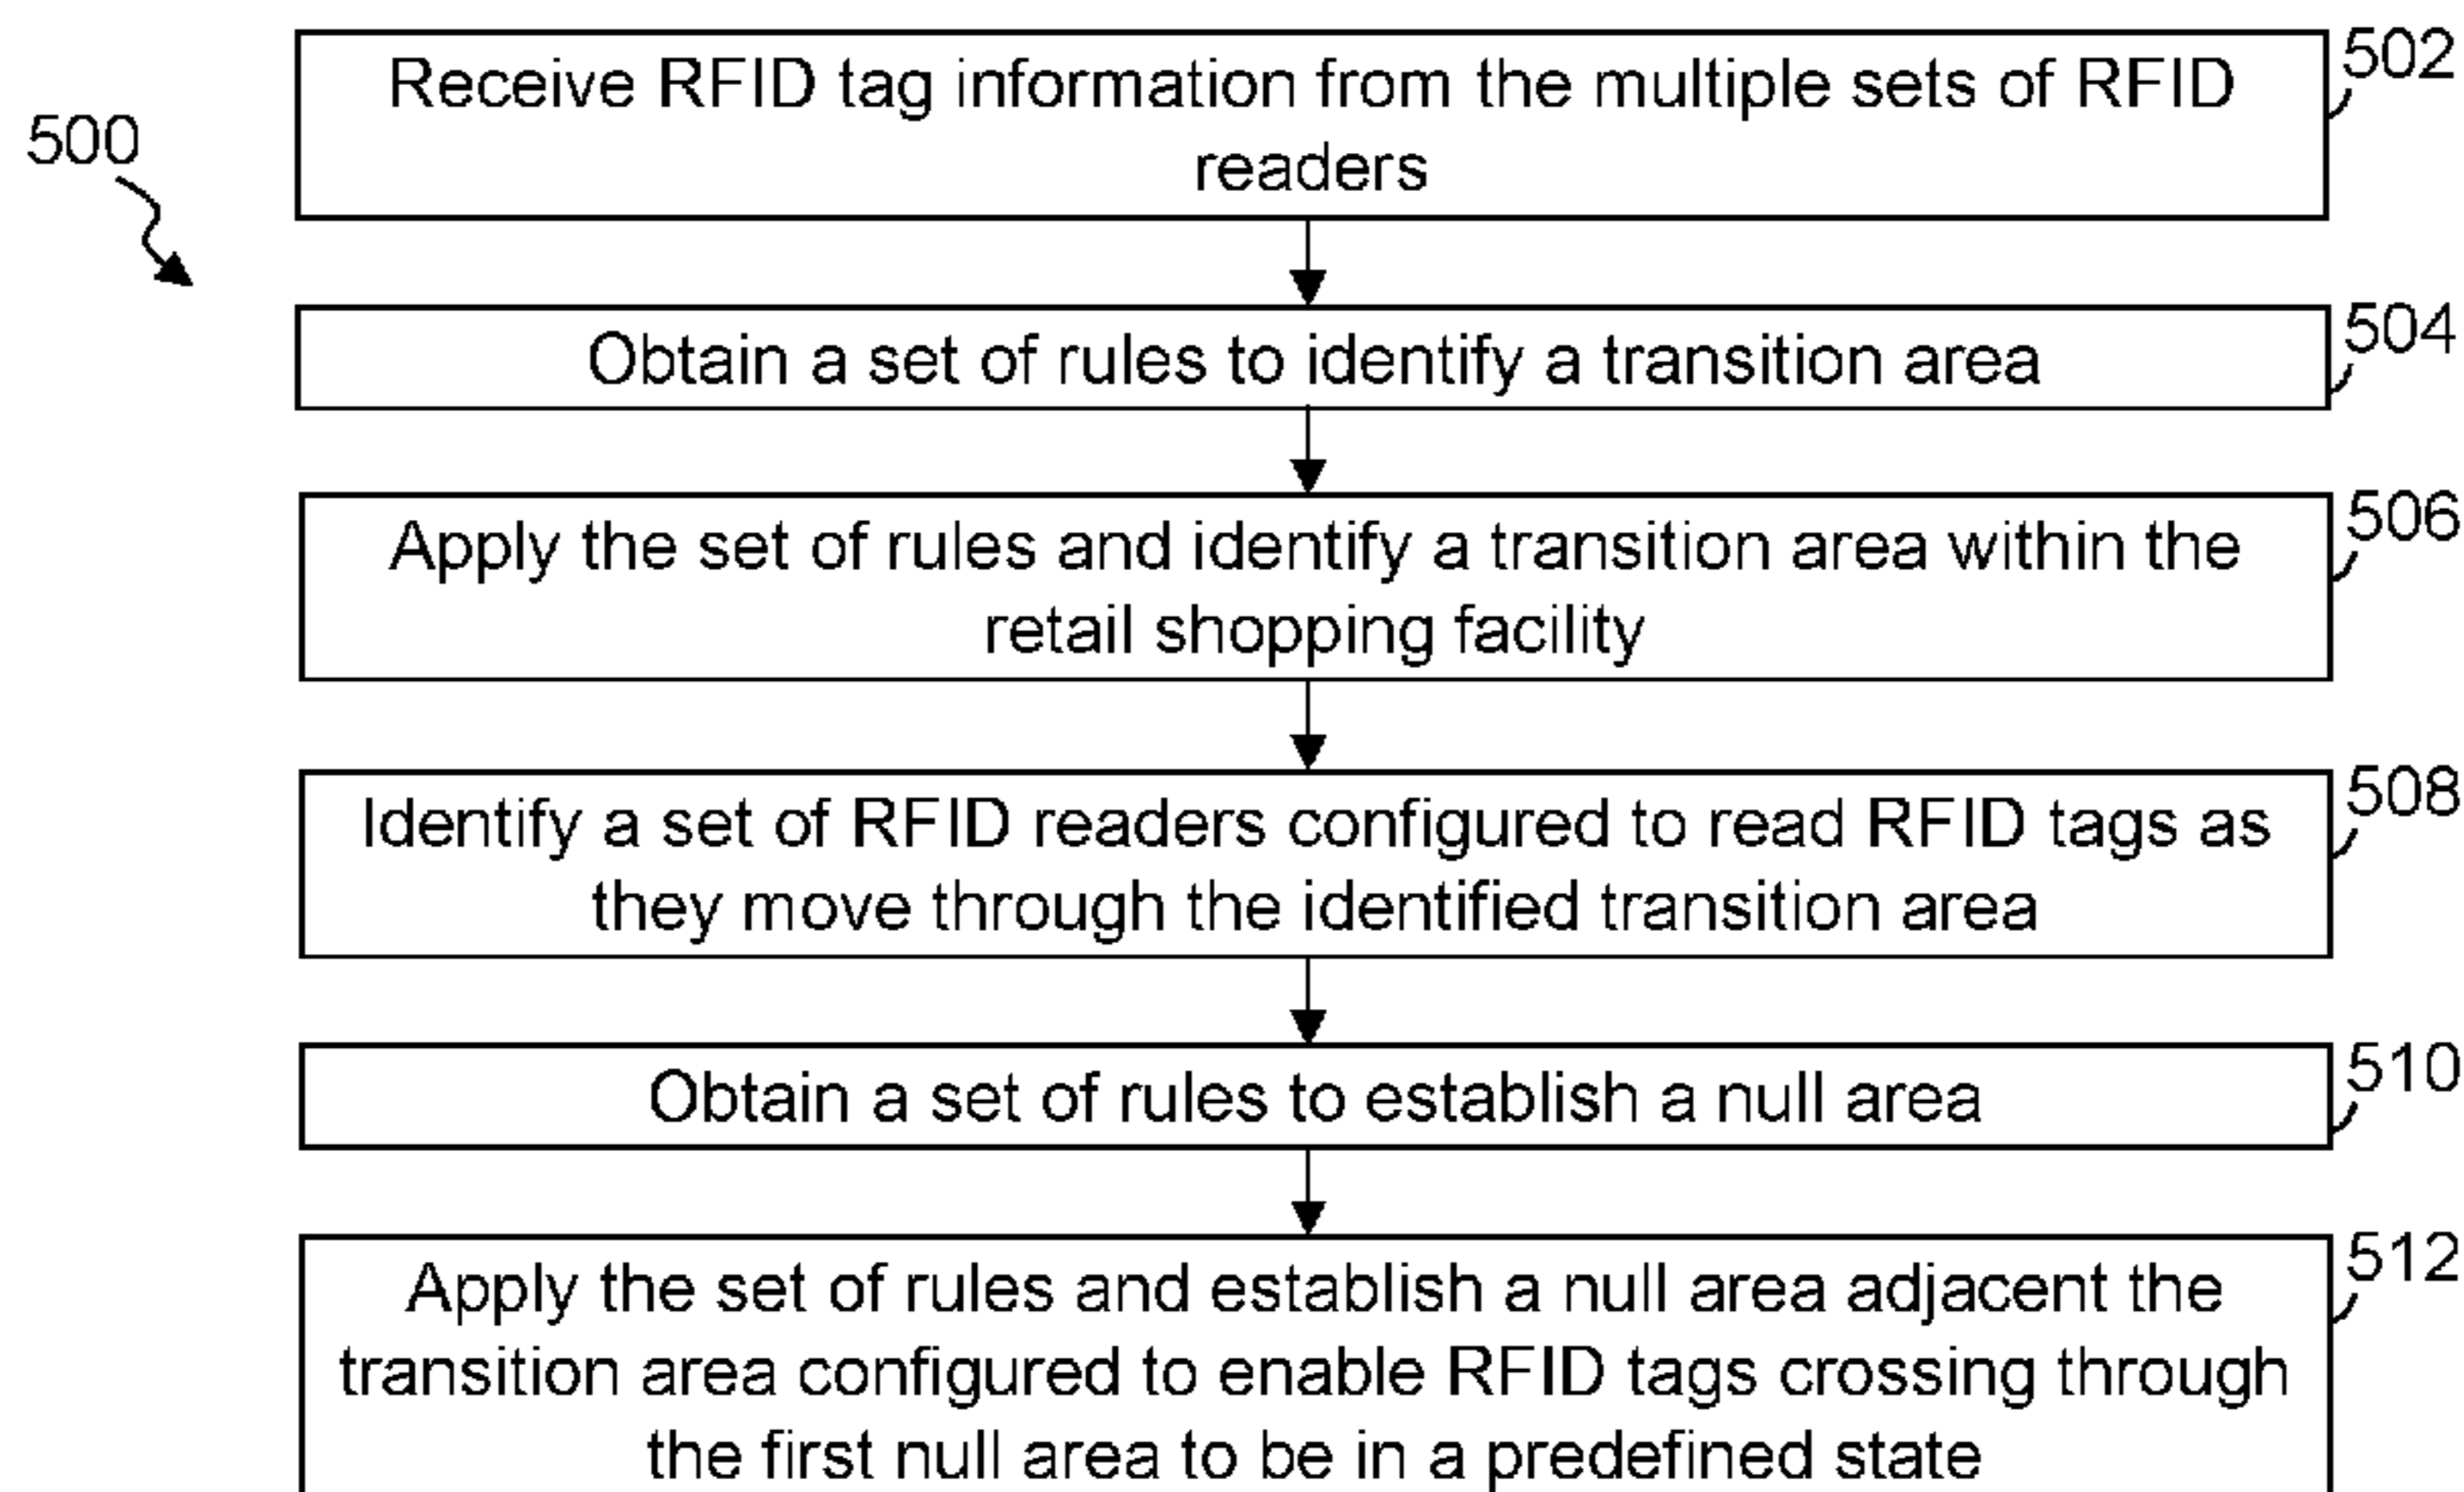 500
Receive RFID tag information from the multiple sets of RFID
readers
502
Obtain a set of rules to identify a transition area
504
Apply the set of rules and identify a transition area within the
retail shopping facility
506
Identify a set of RFID readers configured to read RFID tags as
they move through the identified transition area
508
Obtain a set of rules to establish a null area
510
Apply the set of rules and establish a null area adjacent the
transition area configured to enable RFID tags crossing through
the first null area to be in a predefined state
512